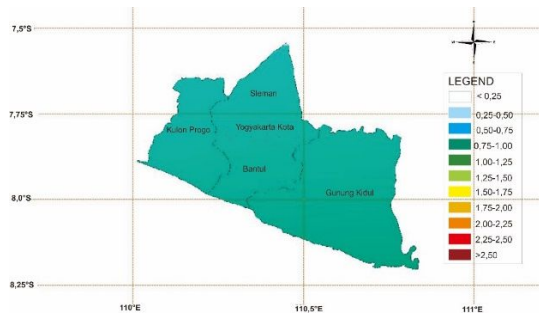 7,5°S
7,75°S
8,0°S
8,25°S
Sleman
Kulon Progo
Yogyakarta Kota
Bantul
Gunung Kidul
LEGEND
< 0,25
0,25-0,50
0,50-0,75
0.75-1.00
1.00-1,25
1,25-1,50
1.50-1,75
1.75-2,00
2.00-2,25
2,25-2,50
>2,50
110°E
110,5°E
111°E